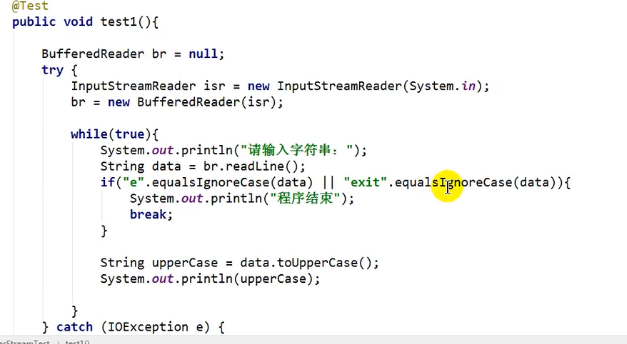 @Test
public void test1(){
BufferedReader br = null;
try {
InputStreamReader isr = new InputStreamReader(System.in);
br = new BufferedReader(isr);
while(true){
System.out.println("请输入字符串：");
String data = br.readLine();
if("e".equalsIgnoreCase(data) || "exit".equalsIgnoreCase(data)){
System.out.println("程序结束");
break;
}
String upperCase = data.toUpperCase();
System.out.println(upperCase);
}
} catch (IOException e) {